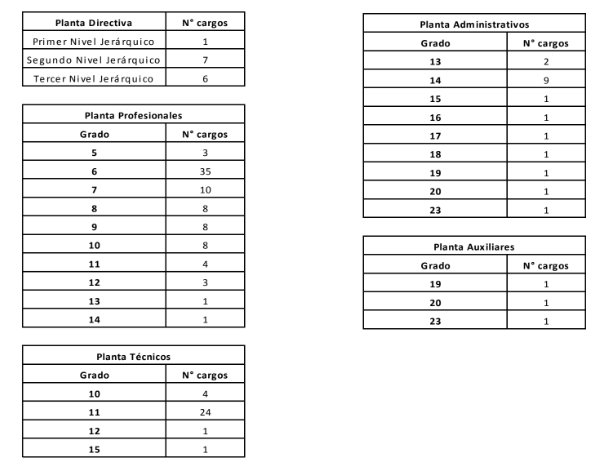 Planta Directiva N° cargos
Primer Nivel Jerárquico 1
Segundo Nivel Jerárquico 7
Tercer Nivel Jerárquico 6
Planta Profesionales
Grado N° cargos
5 3
6 35
7 10
8 8
9 8
10 8
11 4
12 3
13 1
14 1
Planta Técnicos
Grado N° cargos
10 4
11 24
12 1
15 1
Planta Administrativos
Grado N° cargos
13 2
14 9
15 1
16 1
17 1
18 1
19 1
20 1
23 1
Planta Auxiliares
Grado N° cargos
19 1
20 1
23 1